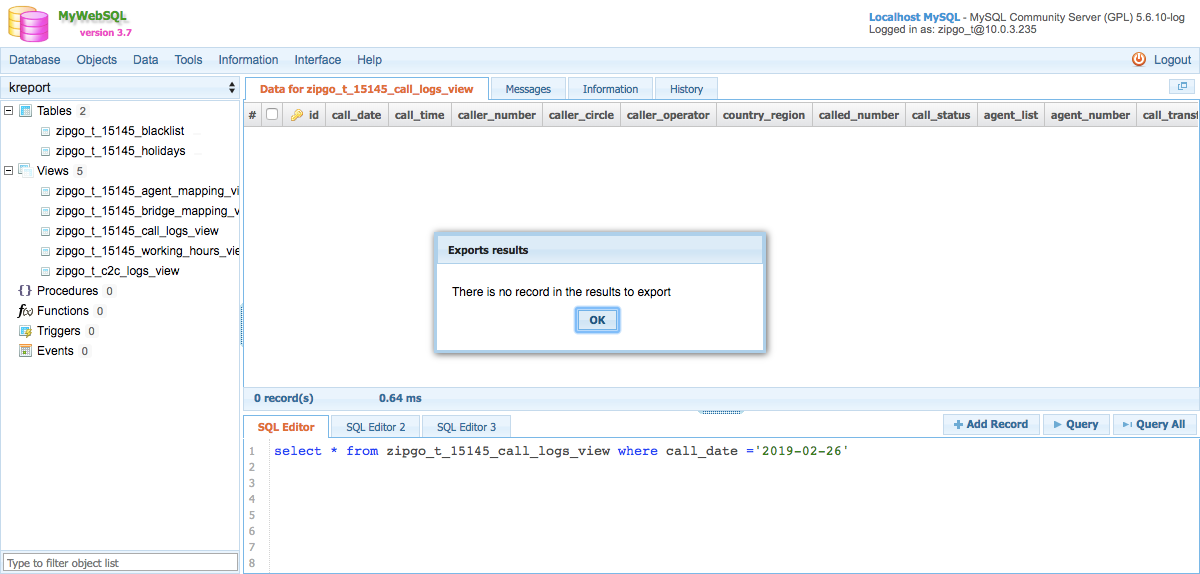 MyWebSQL
version 3.7
Localhost MySQL - MySQL Community Server (GPL) 5.6.10-log
Logged in as: zipgo_t@10.0.3.235
Database Objects Data Tools Information Interface Help Logout
kreport
Data for zipgo_t_15145_call_logs_view Messages Information History
Tables 2
zipgo_t_15145_blacklist
zipgo_t_15145_holidays
Views 5
zipgo_t_15145_agent_mapping_vi
zipgo_t_15145_bridge_mapping_v
zipgo_t_15145_call_logs_view
zipgo_t_15145_working_hours_vie
zipgo_t_c2c_logs_view
{} Procedures 0
f(x) Functions 0
Triggers 0
Events 0
Type to filter object list
# id call_date call_time caller_number caller_circle caller_operator country_region called_number call_status agent_list agent_number call_transf
Exports results
There is no record in the results to export
OK
0 record(s) 0.64 ms
SQL Editor SQL Editor 2 SQL Editor 3 Add Record Query Query All
1 select * from zipgo_t_15145_call_logs_view where call_date ='2019-02-26'
2
3
4
5
6
7
8